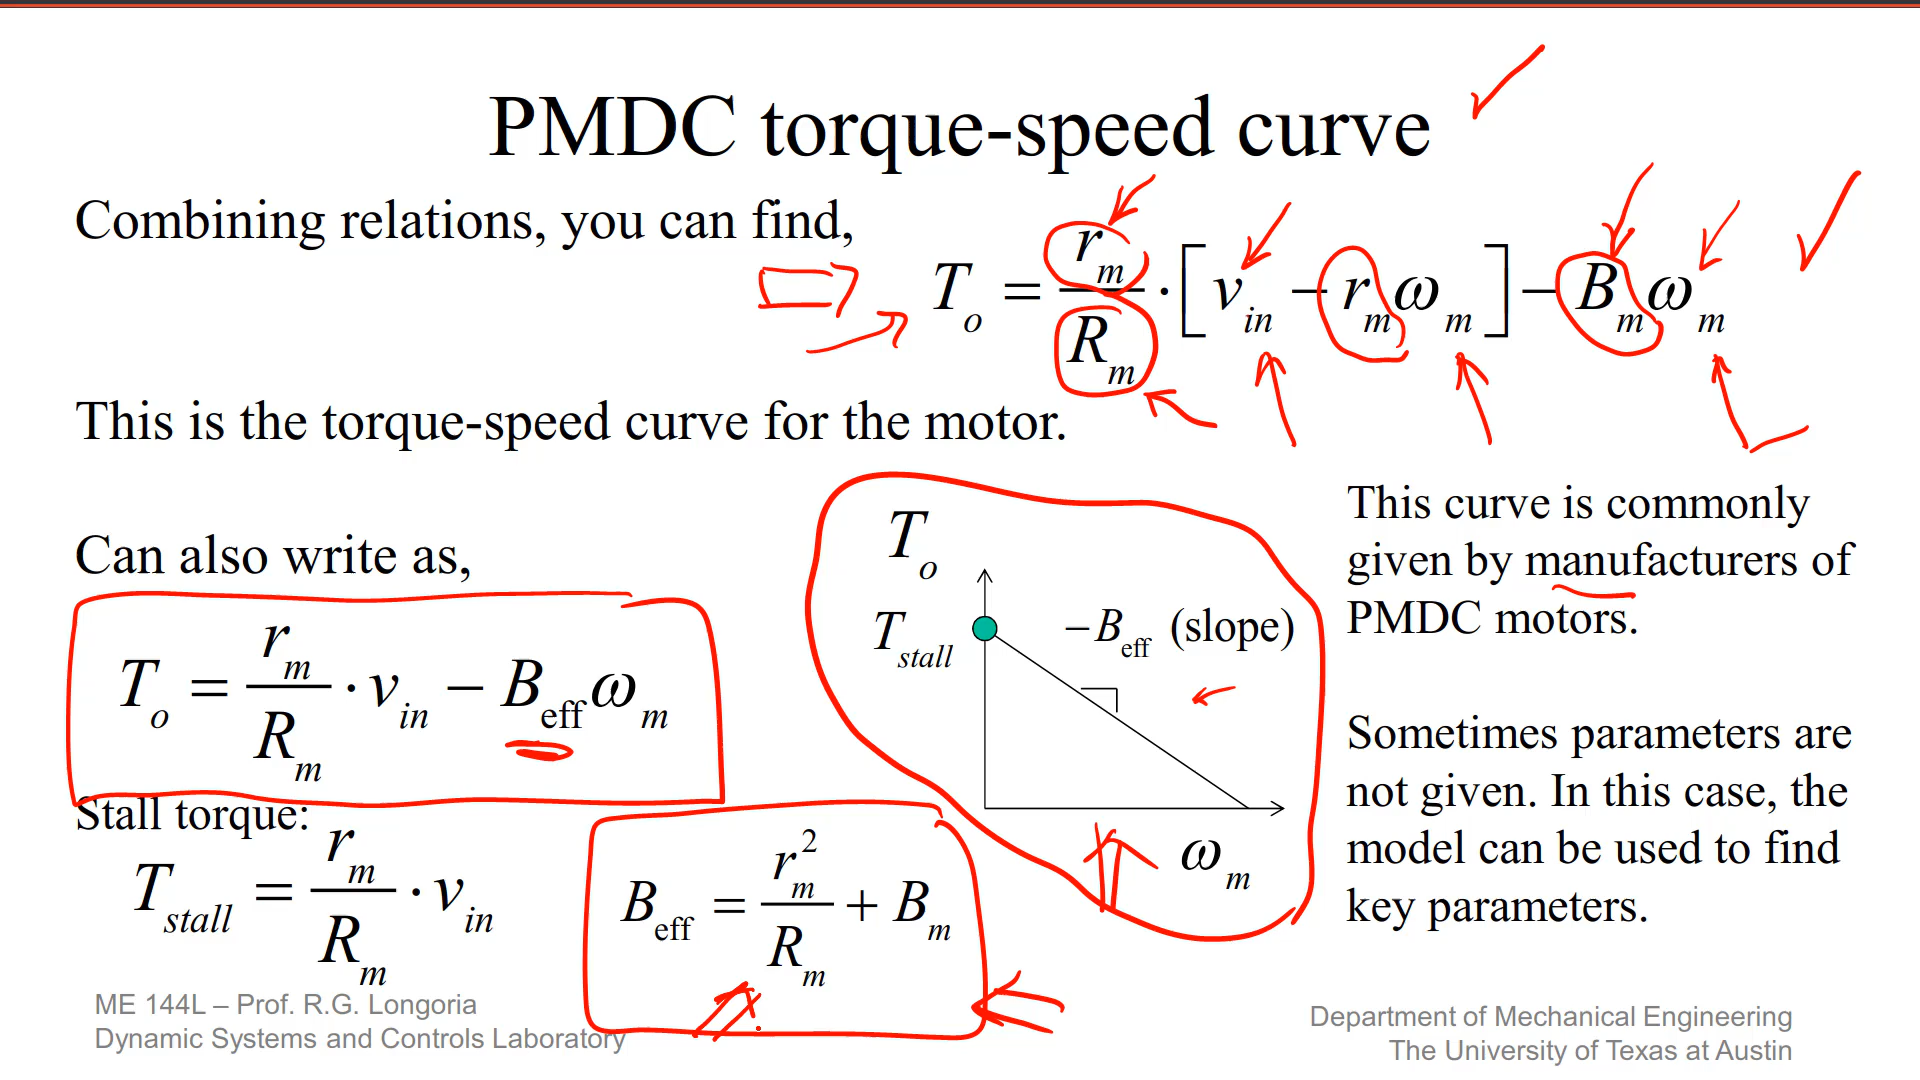 PMDC torque-speed curve
Combining relations, you can find,
T_o = r_m / R_m · [v_in − r_m ω_m] − B_m ω_m
This is the torque-speed curve for the motor.
Can also write as,
T_o = r_m / R_m · v_in − B_eff ω_m
Stall torque:
T_stall = r_m / R_m · v_in
B_eff = r_m^2 / R_m + B_m
T_o
T_stall
−B_eff (slope)
ω_m
This curve is commonly
given by manufacturers of
PMDC motors.
Sometimes parameters are
not given. In this case, the
model can be used to find
key parameters.
ME 144L – Prof. R.G. Longoria
Dynamic Systems and Controls Laboratory
Department of Mechanical Engineering
The University of Texas at Austin